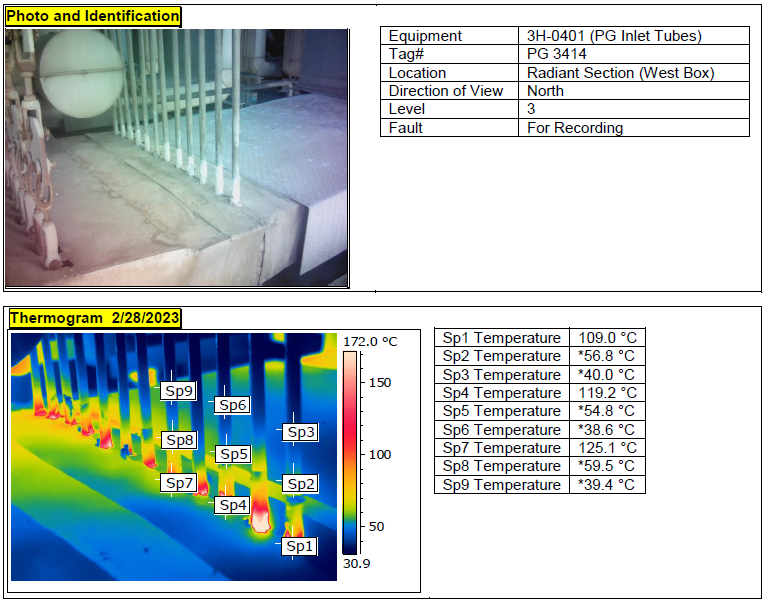 Photo and Identification
Equipment 3H-0401 (PG Inlet Tubes)
Tag# PG 3414
Location Radiant Section (West Box)
Direction of View North
Level 3
Fault For Recording
Thermogram 2/28/2023
172.0 °C
150
100
50
30.9
Sp9
Sp6
Sp3
Sp8
Sp5
Sp7
Sp2
Sp4
Sp1
Sp1 Temperature 109.0 °C
Sp2 Temperature *56.8 °C
Sp3 Temperature *40.0 °C
Sp4 Temperature 119.2 °C
Sp5 Temperature *54.8 °C
Sp6 Temperature *38.6 °C
Sp7 Temperature 125.1 °C
Sp8 Temperature *59.5 °C
Sp9 Temperature *39.4 °C